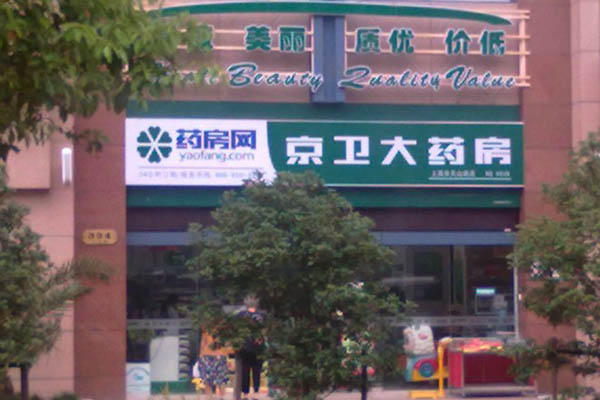 美丽 质优 价低
Beauty Quality Value
药房网
yaofang.com
京卫大药房
394